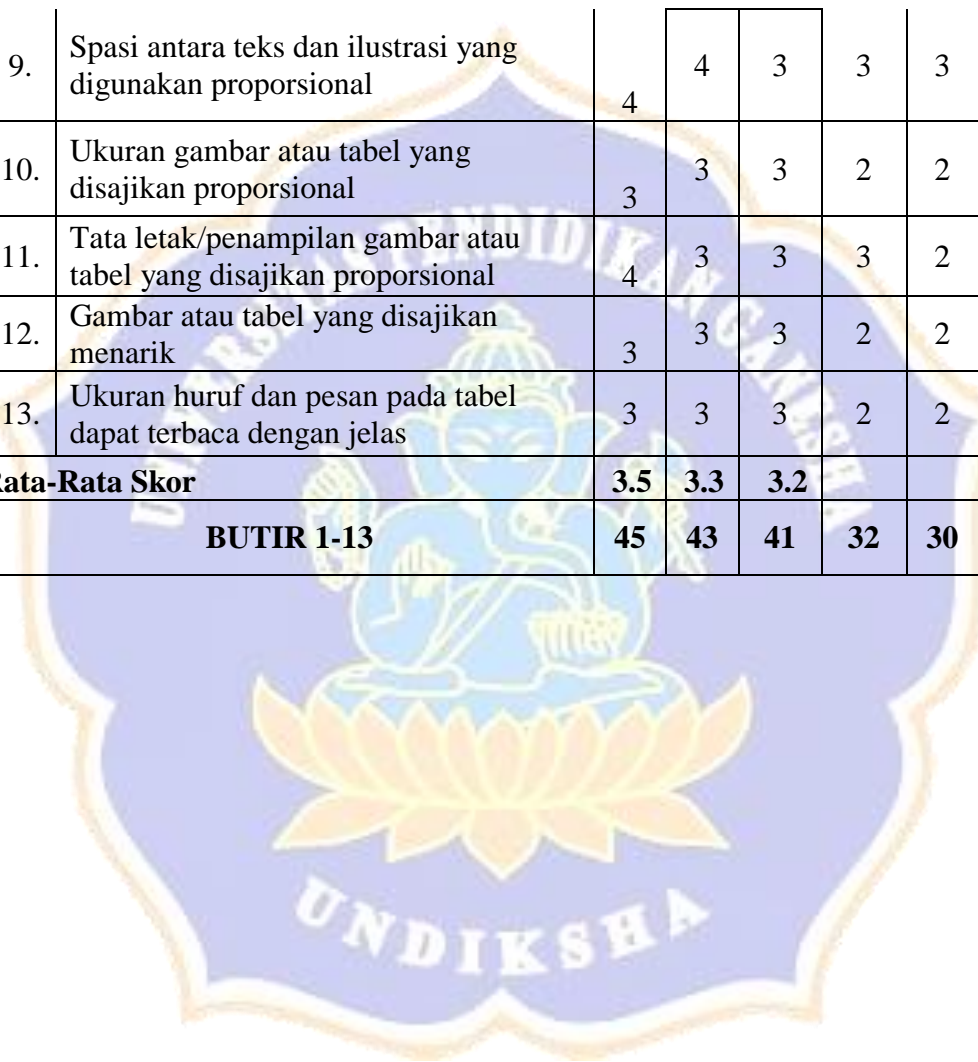 9. Spasi antara teks dan ilustrasi yang
digunakan proporsional 4 4 3 3 3
10. Ukuran gambar atau tabel yang
disajikan proporsional 3 3 3 2 2
11. Tata letak/penampilan gambar atau
tabel yang disajikan proporsional 4 3 3 3 2
12. Gambar atau tabel yang disajikan
menarik 3 3 3 2 2
13. Ukuran huruf dan pesan pada tabel
dapat terbaca dengan jelas 3 3 3 2 2
Rata-Rata Skor 3.5 3.3 3.2
BUTIR 1-13 45 43 41 32 30
UNIVERSITAS PENDIDIKAN GANESHA
UNDIKSHA